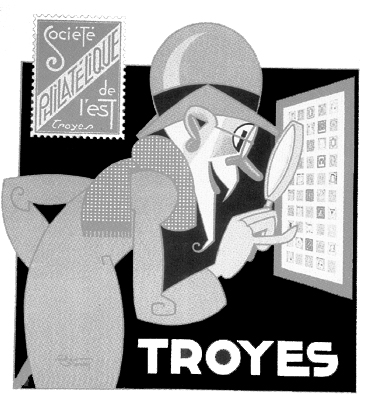 Société
PHILATÉLIQUE
de
l'esT
Troyes
TROYES